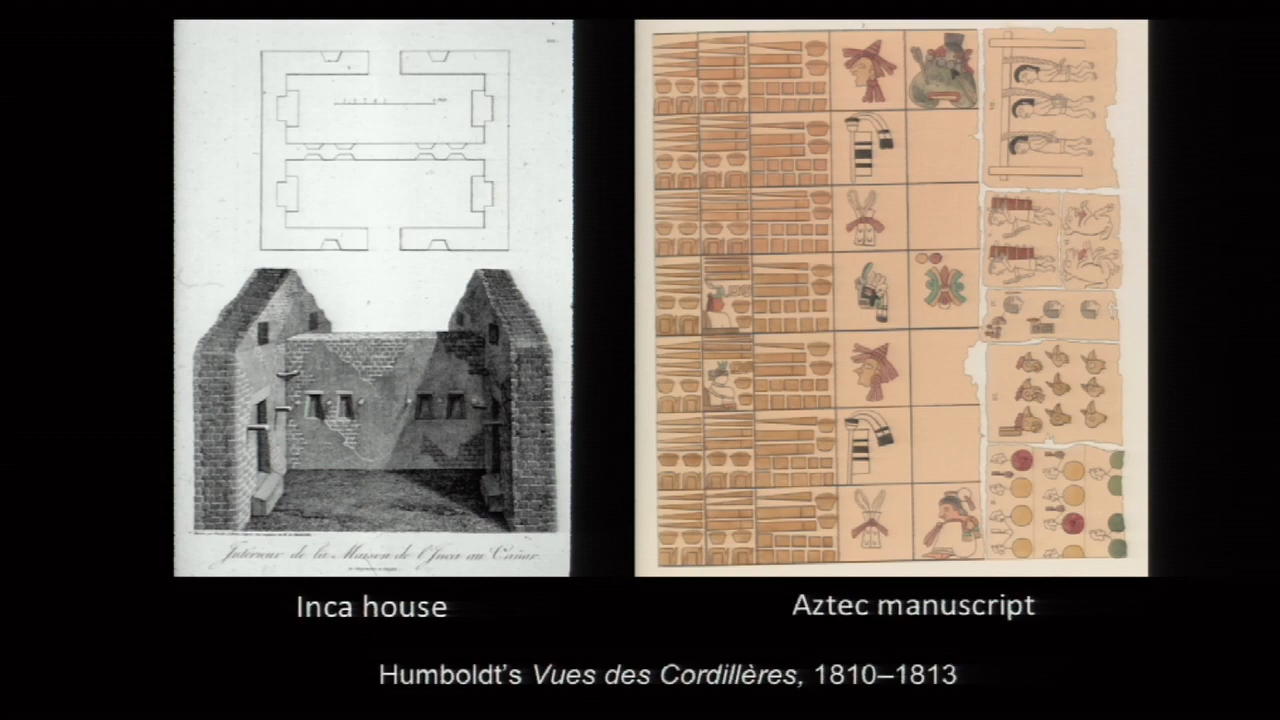 Intérieur de la Maison de l'Inca au Cañar.
Inca house
Aztec manuscript
Humboldt's Vues des Cordillères, 1810–1813